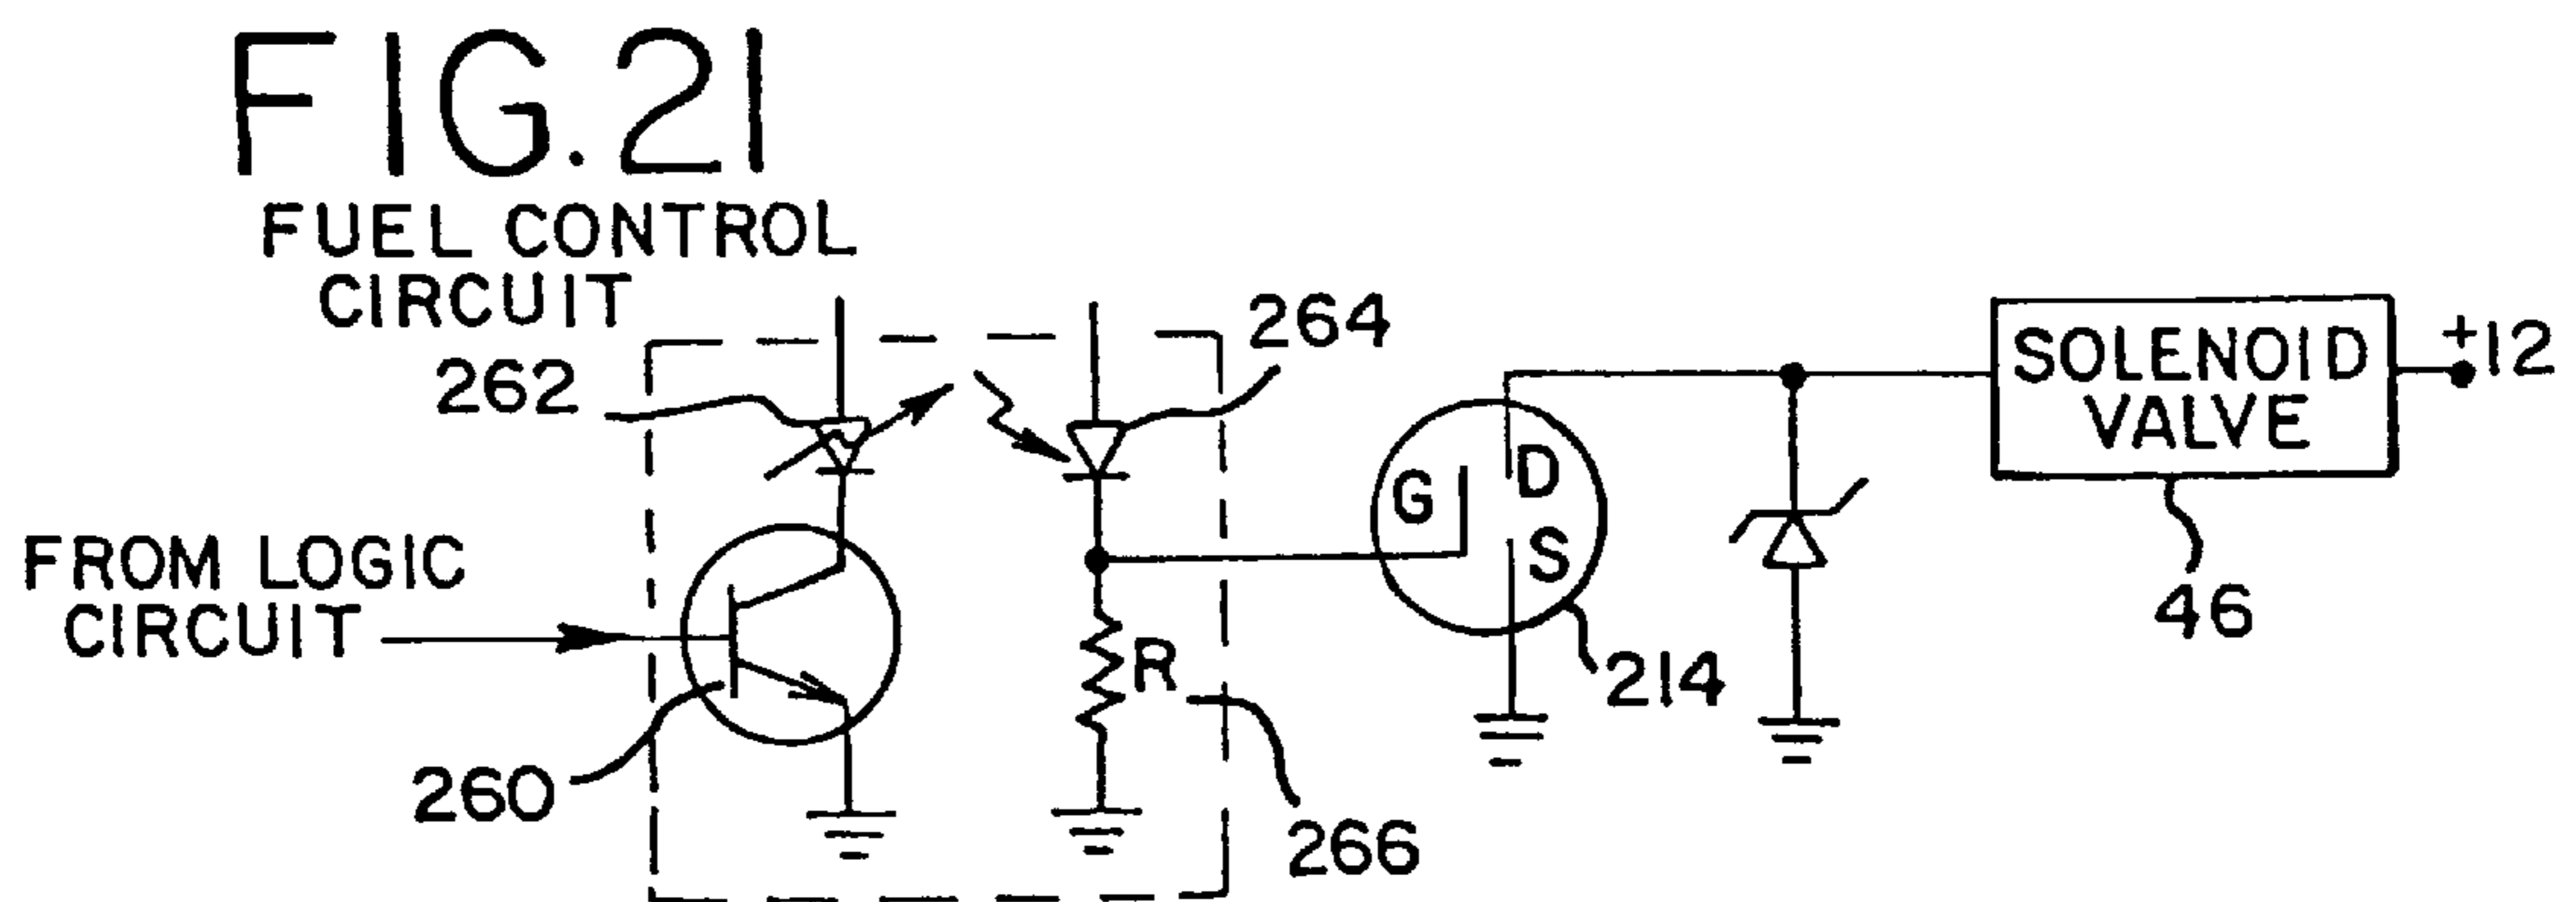 FIG. 21
FUEL CONTROL
CIRCUIT
262
264
SOLENOID
VALVE
+12
46
FROM LOGIC
CIRCUIT
G
D
S
214
R
260
266